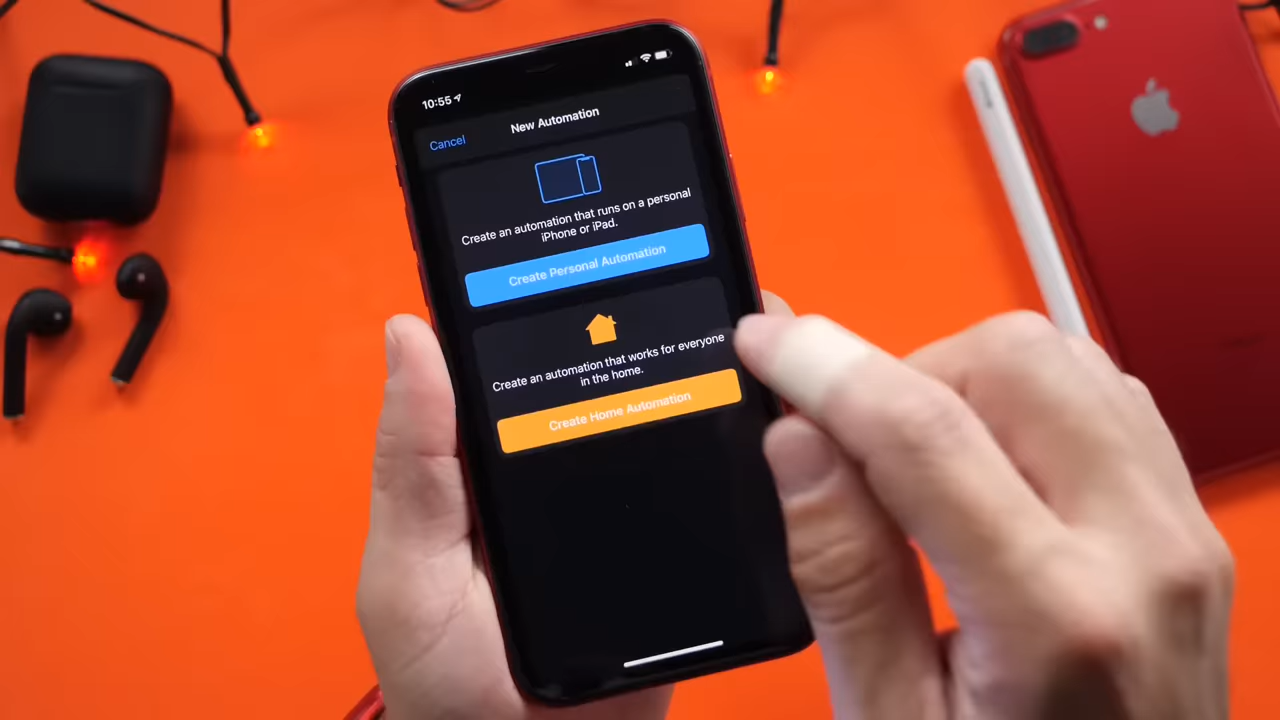 10:55
Cancel
New Automation
Create an automation that runs on a personal
iPhone or iPad.
Create Personal Automation
Create an automation that works for everyone
in the home.
Create Home Automation